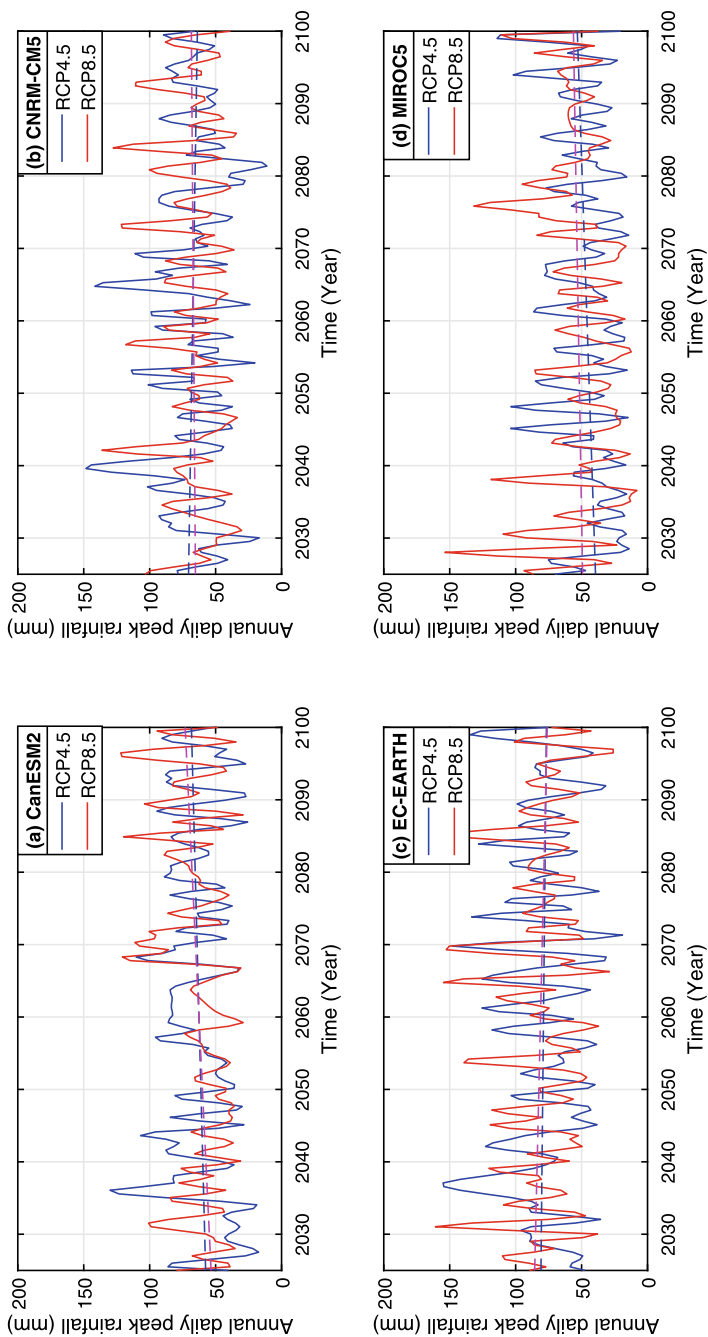 (a) CanESM2
RCP4.5
RCP8.5
Annual daily peak rainfall (mm)
200
150
100
50
0
2030 2040 2050 2060 2070 2080 2090 2100
Time (Year)
(b) CNRM-CM5
RCP4.5
RCP8.5
Annual daily peak rainfall (mm)
200
150
100
50
0
2030 2040 2050 2060 2070 2080 2090 2100
Time (Year)
(c) EC-EARTH
RCP4.5
RCP8.5
Annual daily peak rainfall (mm)
200
150
100
50
0
2030 2040 2050 2060 2070 2080 2090 2100
Time (Year)
(d) MIROC5
RCP4.5
RCP8.5
Annual daily peak rainfall (mm)
200
150
100
50
0
2030 2040 2050 2060 2070 2080 2090 2100
Time (Year)